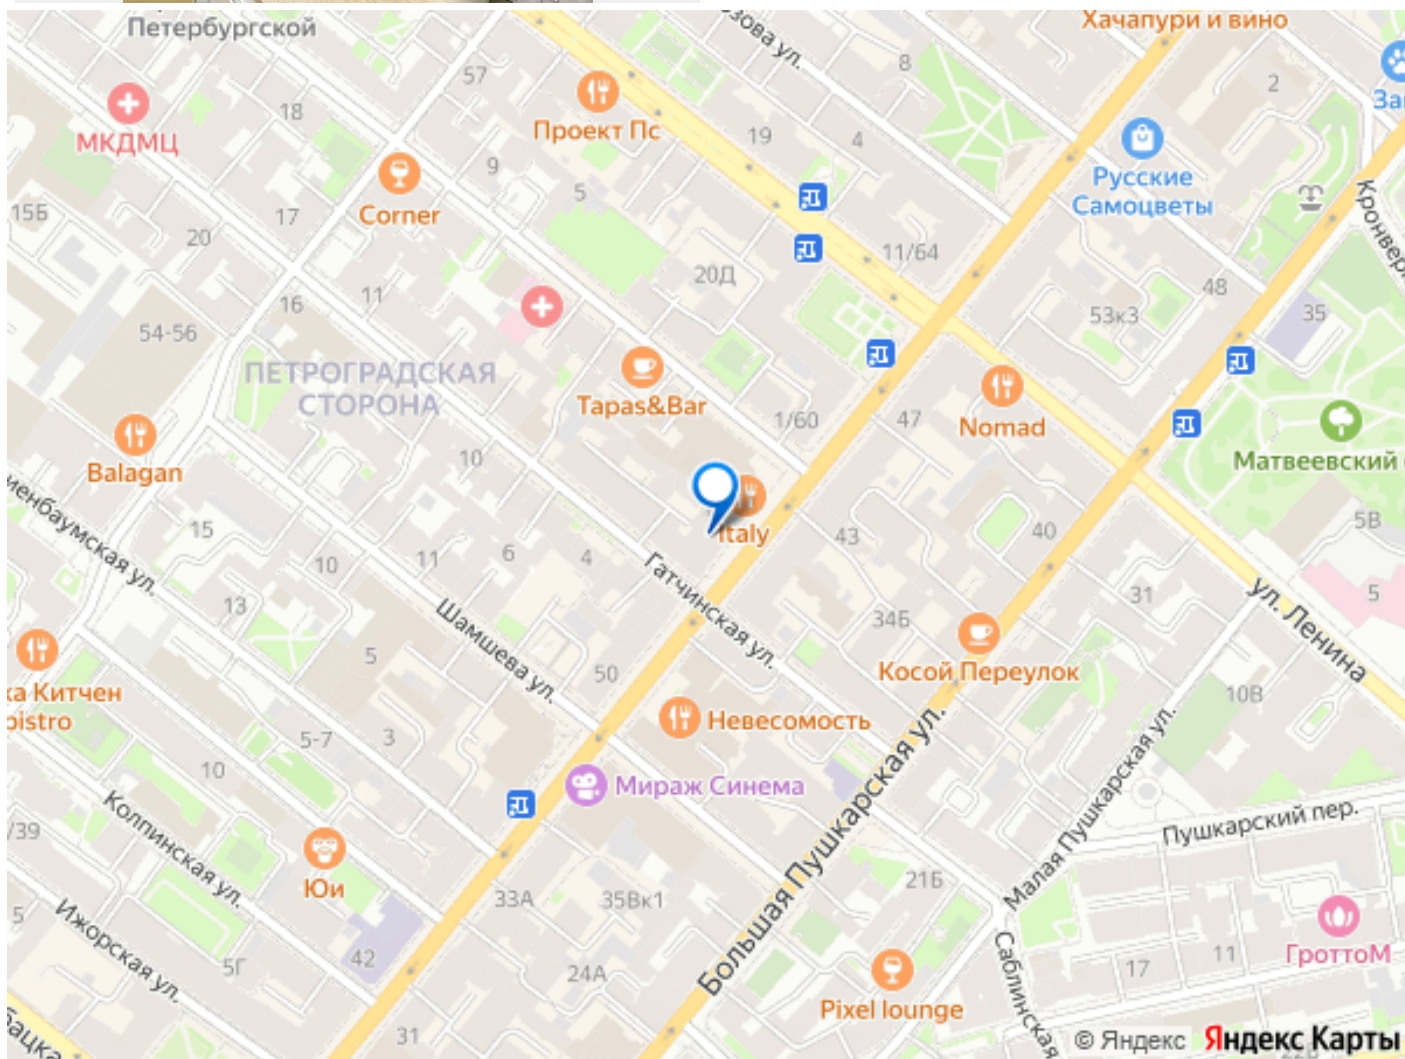 Петербургской
Хачапури и вино
57
8
2
МКДМЦ
18
Проект Пс
19
4
Русские
Самоцветы
9
5
Corner
15Б
17
20
11/64
20Д
48
16
11
53к3
35
54-56
ПЕТРОГРАДСКАЯ
СТОРОНА
Tapas&Bar
1/60
47
Nomad
Матвеевский
Balagan
10
15
Italy
43
40
5В
11
6
4
10
Гатчинская ул.
ул. Ленина
31
5
13
Шамшева ул.
34Б
5
50
Косой Переулок
10В
Китчен
bistro
Невесомость
5-7
3
10
Мираж Синема
Большая Пушкарская ул.
Малая Пушкарская ул.
Пушкарский пер.
/39
Колпинская ул.
Юи
33А
35Вк1
21Б
5
Ижорская ул.
5Г
42
24А
Саблинская
17
11
ГроттоМ
Pixel lounge
31
© Яндекс Яндекс Карты